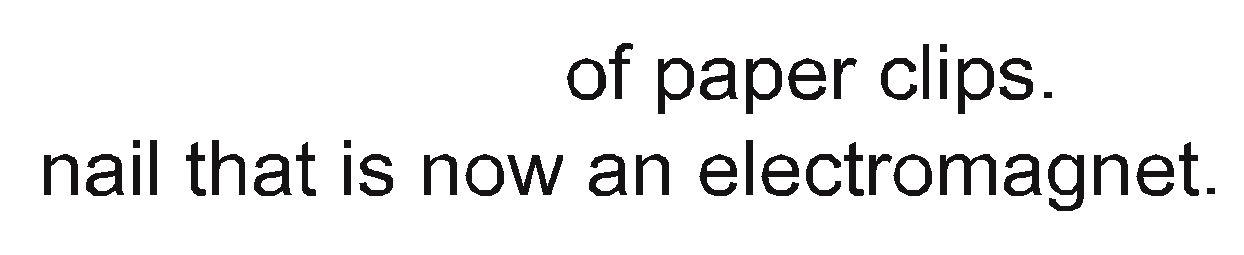 of paper clips.
nail that is now an electromagnet.